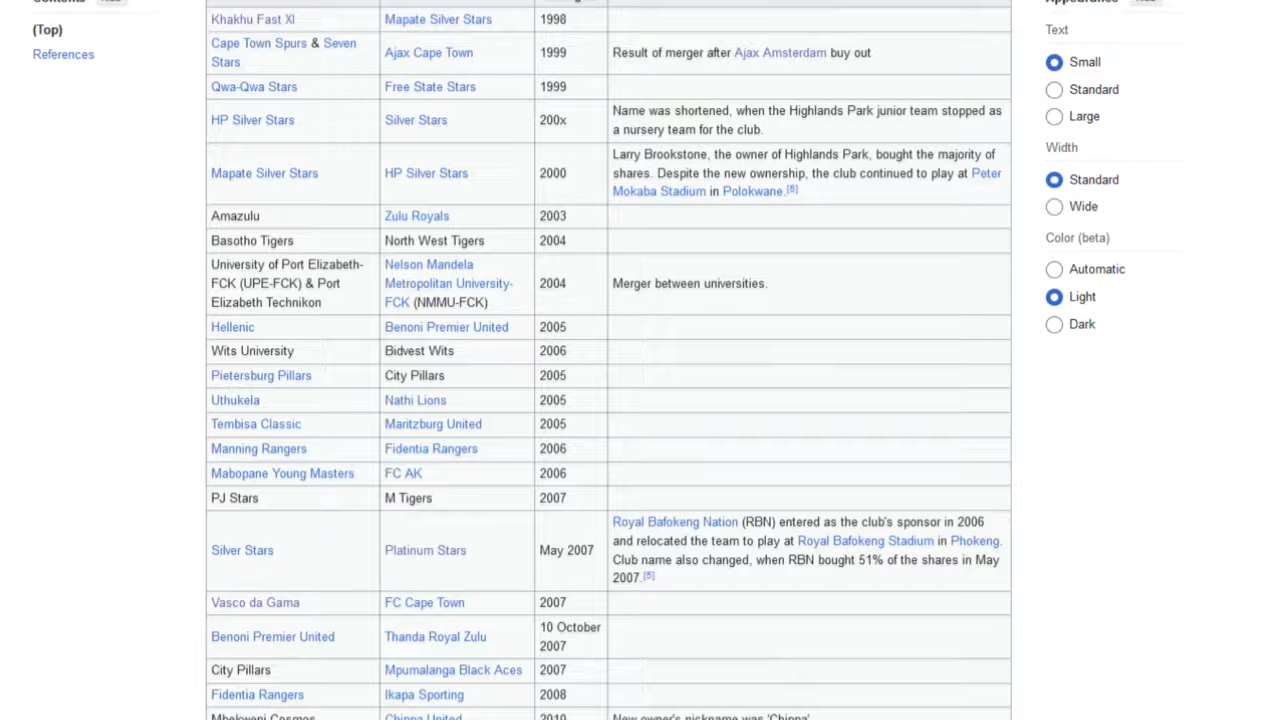 Contents
Appearance
(Top)
References
Text
Small
Standard
Large
Width
Standard
Wide
Color (beta)
Automatic
Light
Dark
Khakhu Fast XI Mapate Silver Stars 1998
Cape Town Spurs & Seven
Stars Ajax Cape Town 1999 Result of merger after Ajax Amsterdam buy out
Qwa-Qwa Stars Free State Stars 1999
HP Silver Stars Silver Stars 200x Name was shortened, when the Highlands Park junior team stopped as
a nursery team for the club.
Mapate Silver Stars HP Silver Stars 2000 Larry Brookstone, the owner of Highlands Park, bought the majority of
shares. Despite the new ownership, the club continued to play at Peter
Mokaba Stadium in Polokwane.[6]
Amazulu Zulu Royals 2003
Basotho Tigers North West Tigers 2004
University of Port Elizabeth-
FCK (UPE-FCK) & Port
Elizabeth Technikon
Nelson Mandela
Metropolitan University-
FCK (NMMU-FCK)
2004 Merger between universities.
Hellenic Benoni Premier United 2005
Wits University Bidvest Wits 2006
Pietersburg Pillars City Pillars 2005
Uthukela Nathi Lions 2005
Tembisa Classic Maritzburg United 2005
Manning Rangers Fidentia Rangers 2006
Mabopane Young Masters FC AK 2006
PJ Stars M Tigers 2007
Silver Stars Platinum Stars May 2007 Royal Bafokeng Nation (RBN) entered as the club's sponsor in 2006
and relocated the team to play at Royal Bafokeng Stadium in Phokeng.
Club name also changed, when RBN bought 51% of the shares in May
2007.[5]
Vasco da Gama FC Cape Town 2007
Benoni Premier United Thanda Royal Zulu 10 October
2007
City Pillars Mpumalanga Black Aces 2007
Fidentia Rangers Ikapa Sporting 2008
Mbekweni Cosmos Chippa United 2010 New owner's nickname was 'Chippa'